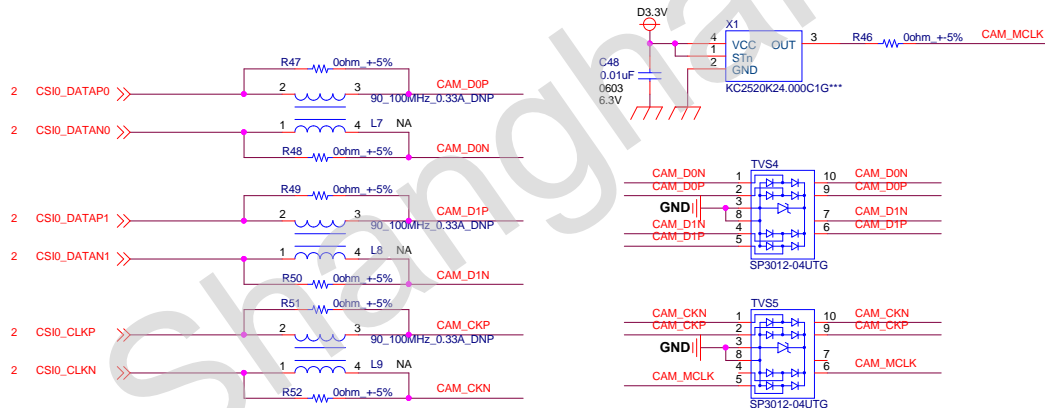 D3.3V
X1
4 VCC OUT 3 R46 0ohm_+-5% CAM_MCLK
1 STn
2 GND
C48
0.01uF
0603
6.3V
KC2520K24.000C1G***
R47 0ohm_+-5%
2 CSI0_DATAP0 2 3 CAM_D0P
90_100MHz_0.33A_DNP
2 CSI0_DATAN0 1 4 L7 NA
R48 0ohm_+-5% CAM_D0N
R49 0ohm_+-5%
2 CSI0_DATAP1 2 3 CAM_D1P
90_100MHz_0.33A_DNP
2 CSI0_DATAN1 1 4 L8 NA
R50 0ohm_+-5% CAM_D1N
R51 0ohm_+-5%
2 CSI0_CLKP 2 3 CAM_CKP
90_100MHz_0.33A_DNP
2 CSI0_CLKN 1 4 L9 NA
R52 0ohm_+-5% CAM_CKN
TVS4
CAM_D0N 1 10 CAM_D0N
CAM_D0P 2 9 CAM_D0P
GND 3
8 7 CAM_D1N
CAM_D1N 4 6 CAM_D1P
CAM_D1P 5
SP3012-04UTG
TVS5
CAM_CKN 1 10 CAM_CKN
CAM_CKP 2 9 CAM_CKP
GND 3
8 7
4 6 CAM_MCLK
CAM_MCLK 5
SP3012-04UTG
Shangha